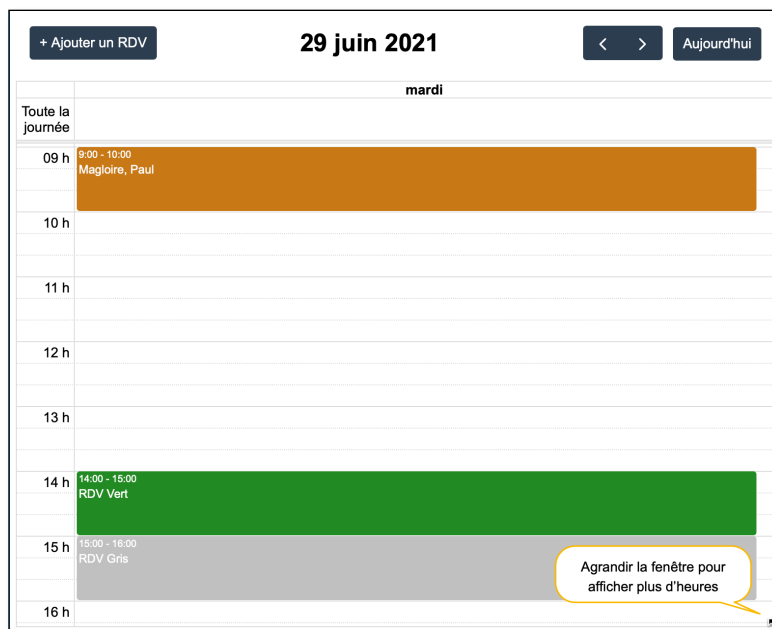 + Ajouter un RDV
29 juin 2021
Aujourd'hui
mardi
Toute la
journée
09 h
9:00 - 10:00
Magloire, Paul
10 h
11 h
12 h
13 h
14 h
14:00 - 15:00
RDV Vert
15 h
15:00 - 16:00
RDV Gris
Agrandir la fenêtre pour
afficher plus d’heures
16 h